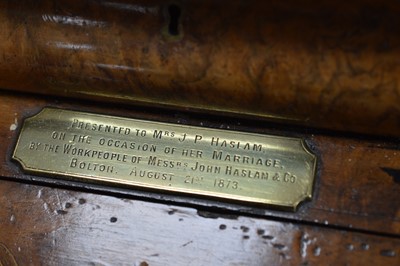 PRESENTED TO MRS J P HASLAM
ON THE OCCASION OF HER MARRIAGE,
BY THE WORKPEOPLE OF MESSRS JOHN HASLAM & CO.
BOLTON, AUGUST 21ST 1873.